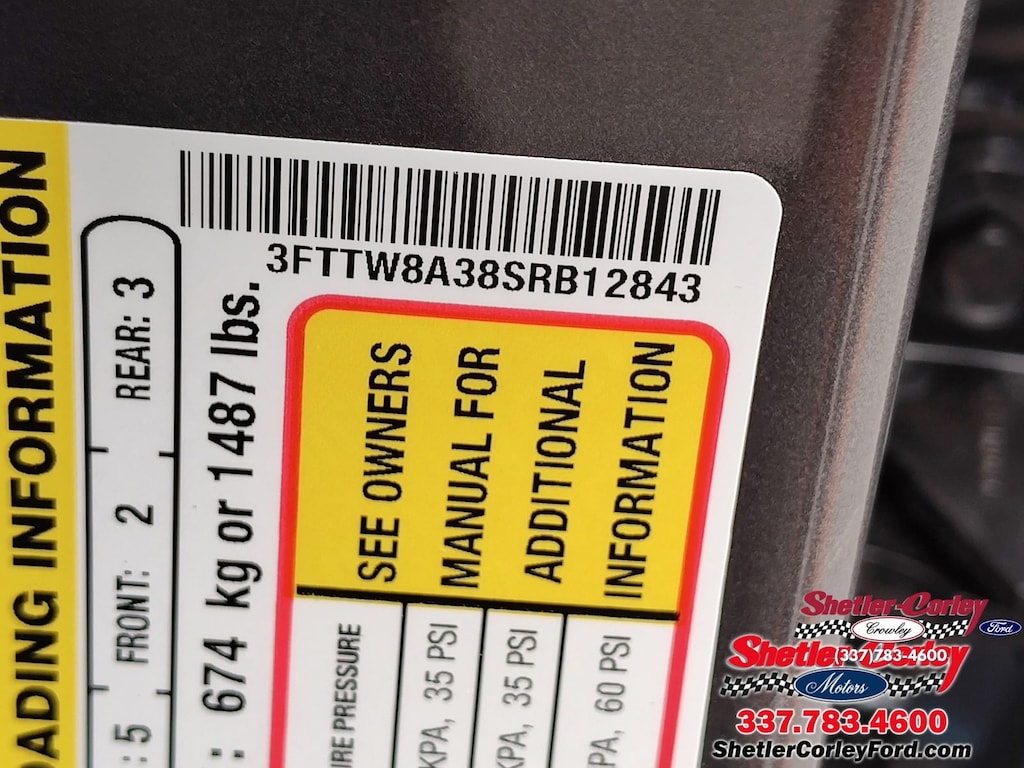 3FTTW8A38SRB12843
ADING INFORMATION
: 5 FRONT: 2 REAR: 3
: 674 kg or 1487 lbs.
SEE OWNERS
MANUAL FOR
ADDITIONAL
INFORMATION
IRE PRESSURE
KPA, 35 PSI
KPA, 35 PSI
PA, 60 PSI
Shetler-Corley
Crowley
Ford
(337)783-4600
Motors
337.783.4600
ShetlerCorleyFord.com